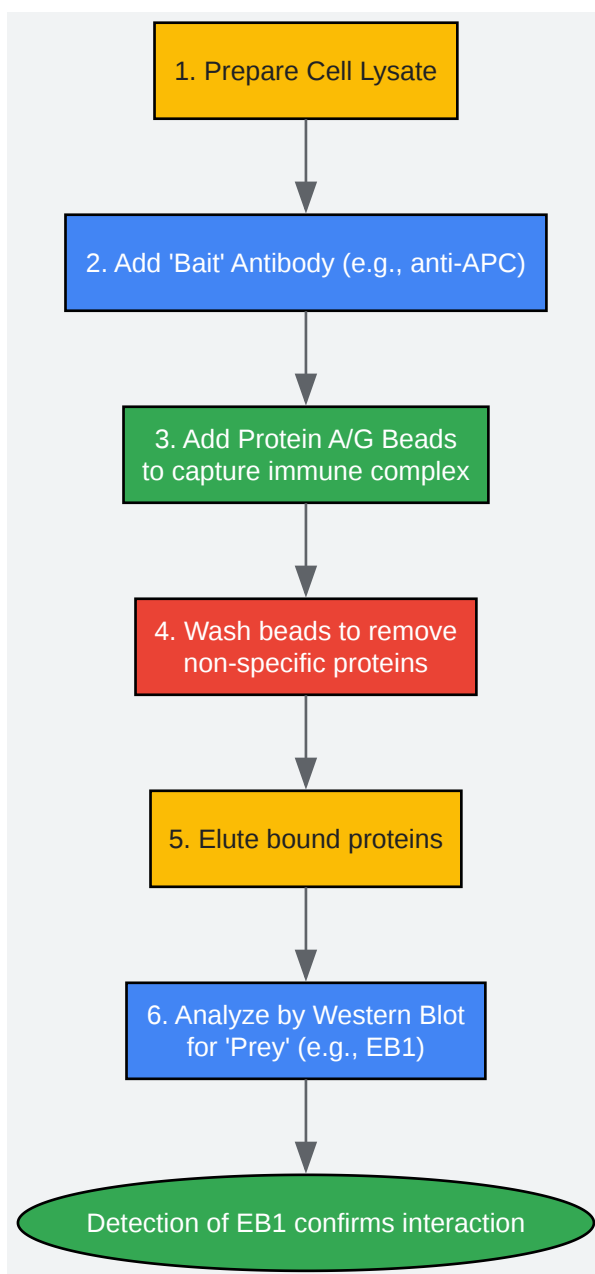 1. Prepare Cell Lysate
2. Add 'Bait' Antibody (e.g., anti-APC)
3. Add Protein A/G Beads
to capture immune complex
4. Wash beads to remove
non-specific proteins
5. Elute bound proteins
6. Analyze by Western Blot
for 'Prey' (e.g., EB1)
Detection of EB1 confirms interaction